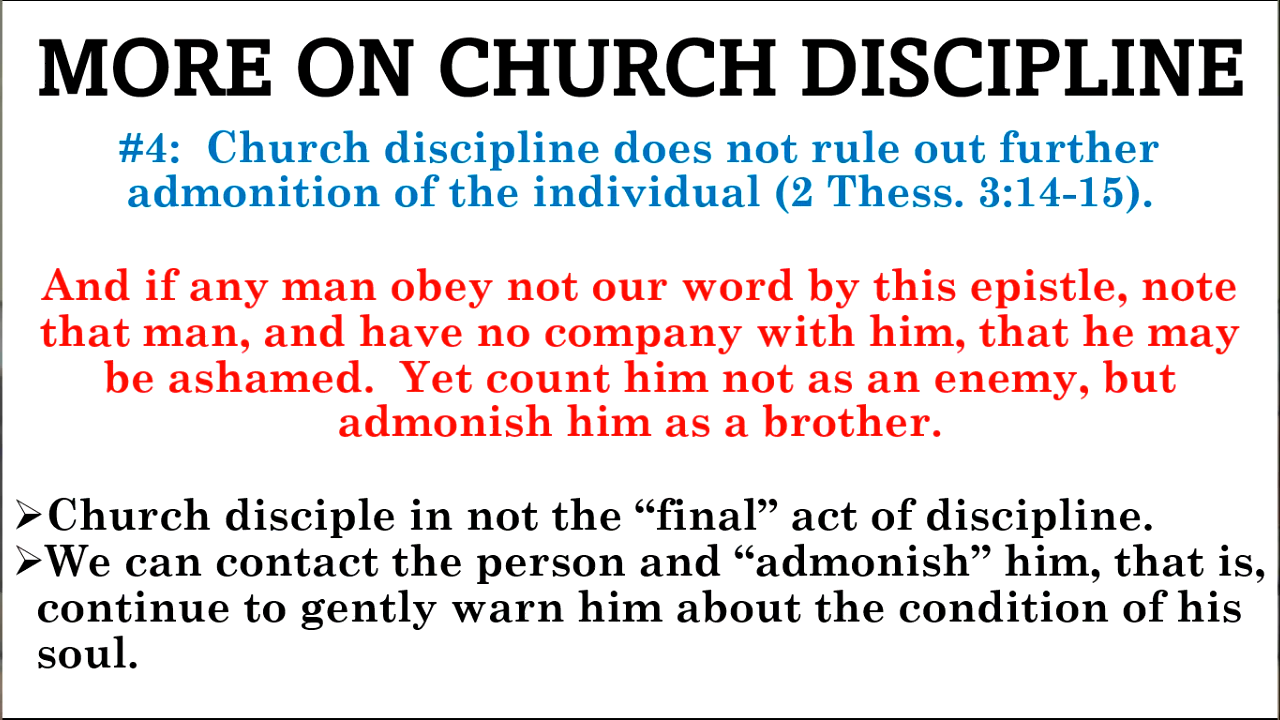 MORE ON CHURCH DISCIPLINE
#4:  Church discipline does not rule out further
admonition of the individual (2 Thess. 3:14-15).
And if any man obey not our word by this epistle, note
that man, and have no company with him, that he may
be ashamed.  Yet count him not as an enemy, but
admonish him as a brother.
➢Church disciple in not the “final” act of discipline.
➢We can contact the person and “admonish” him, that is,
continue to gently warn him about the condition of his
soul.